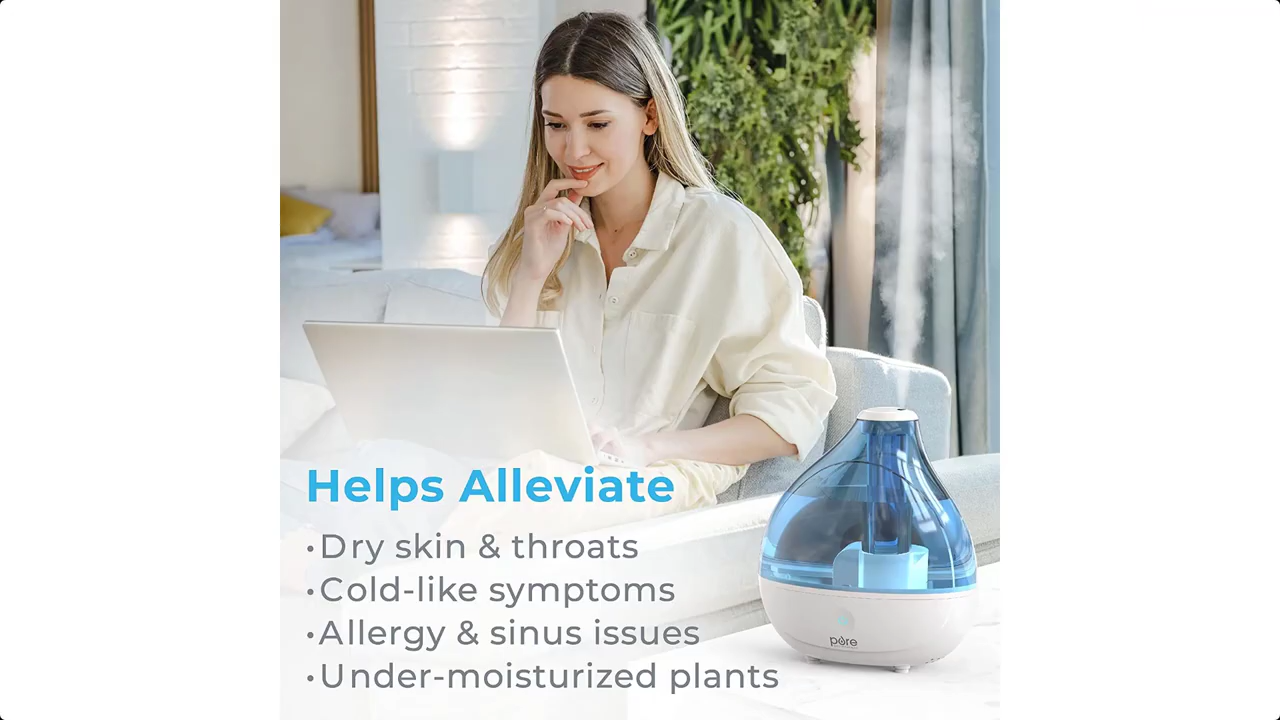 Helps Alleviate
•Dry skin & throats
•Cold-like symptoms
•Allergy & sinus issues
•Under-moisturized plants
pure